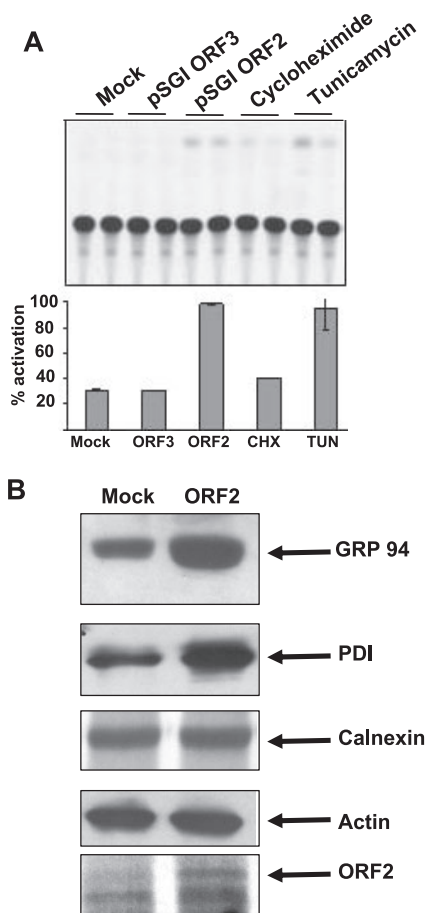 A
Mock
pSGI ORF3
pSGI ORF2
Cycloheximide
Tunicamycin
% activation
100
80
60
40
20
Mock ORF3 ORF2 CHX TUN
B
Mock ORF2
GRP 94
PDI
Calnexin
Actin
ORF2